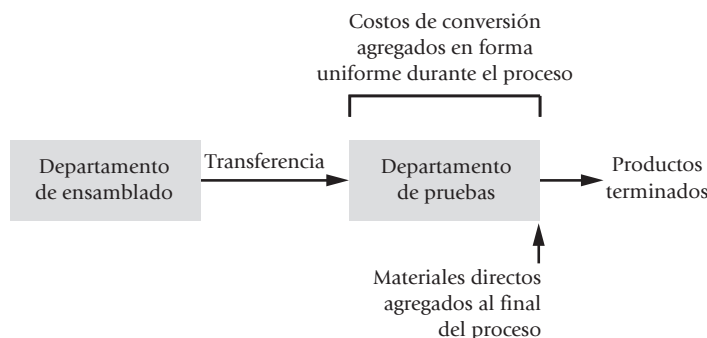 Costos de conversión
agregados en forma
uniforme durante el proceso
Departamento
de ensamblado
Transferencia
Departamento
de pruebas
Productos
terminados
Materiales directos
agregados al final
del proceso